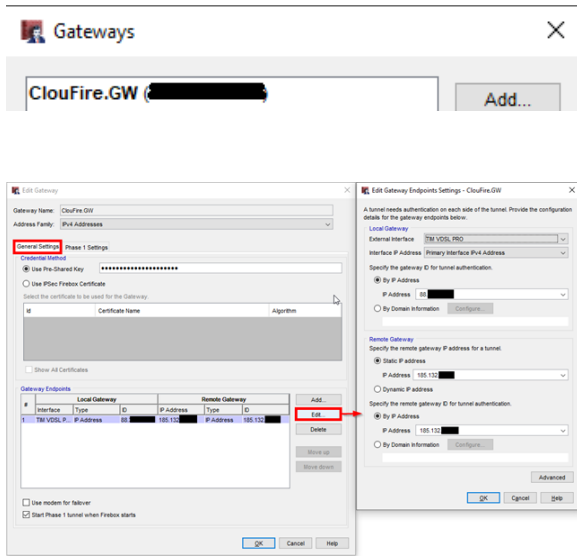 Gateways
ClouFire.GW (
Add...
Edit Gateway
Gateway Name: ClouFire.GW
Address Family: IPv4 Addresses
General Settings Phase 1 Settings
Credential Method
Use Pre-Shared Key
Use IPSec Firebox Certificate
Select the certificate to be used for the Gateway:
Id Certificate Name Algorithm
Show All Certificates
Gateway Endpoints
# Local Gateway Remote Gateway
Interface Type ID IP Address Type ID
1 TIM VDSL P... IP Address 88. 185.132 IP Address 185.132
Add...
Edit...
Delete
Move up
Move down
Use modem for failover
Start Phase 1 tunnel when Firebox starts
OK Cancel Help
Edit Gateway Endpoints Settings - ClouFire.GW
A tunnel needs authentication on each side of the tunnel. Provide the configuration
details for the gateway endpoints below.
Local Gateway
External Interface TIM VDSL PRO
Interface IP Address Primary Interface IPv4 Address
Specify the gateway ID for tunnel authentication.
By IP Address
IP Address 88.
By Domain Information Configure...
Remote Gateway
Specify the remote gateway IP address for a tunnel.
Static IP address
IP Address 185.132
Dynamic IP address
Specify the remote gateway ID for tunnel authentication.
By IP Address
IP Address 185.132
By Domain Information Configure...
Advanced
OK Cancel Help